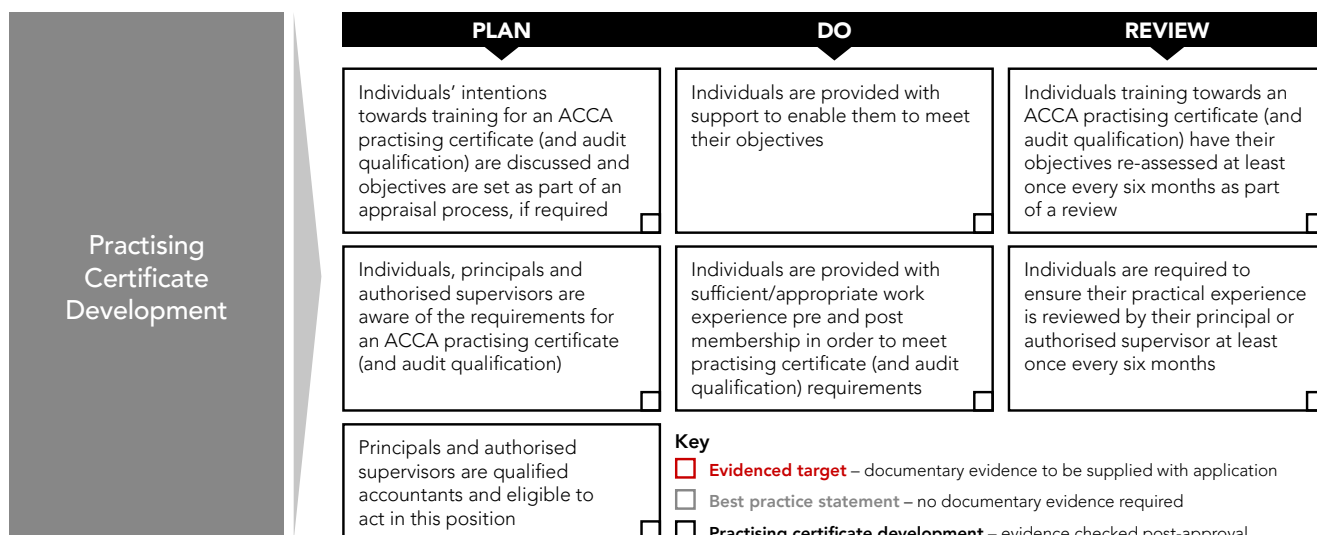 Practising
Certificate
Development
PLAN
DO
REVIEW
Individuals' intentions
towards training for an ACCA
practising certificate (and audit
qualification) are discussed and
objectives are set as part of an
appraisal process, if required
Individuals are provided with
support to enable them to meet
their objectives
Individuals training towards an
ACCA practising certificate (and
audit qualification) have their
objectives re-assessed at least
once every six months as part
of a review
Individuals, principals and
authorised supervisors are
aware of the requirements for
an ACCA practising certificate
(and audit qualification)
Individuals are provided with
sufficient/appropriate work
experience pre and post
membership in order to meet
practising certificate (and audit
qualification) requirements
Individuals are required to
ensure their practical experience
is reviewed by their principal or
authorised supervisor at least
once every six months
Principals and authorised
supervisors are qualified
accountants and eligible to
act in this position
Key
Evidenced target – documentary evidence to be supplied with application
Best practice statement – no documentary evidence required
Practising certificate development – evidence checked post-approval